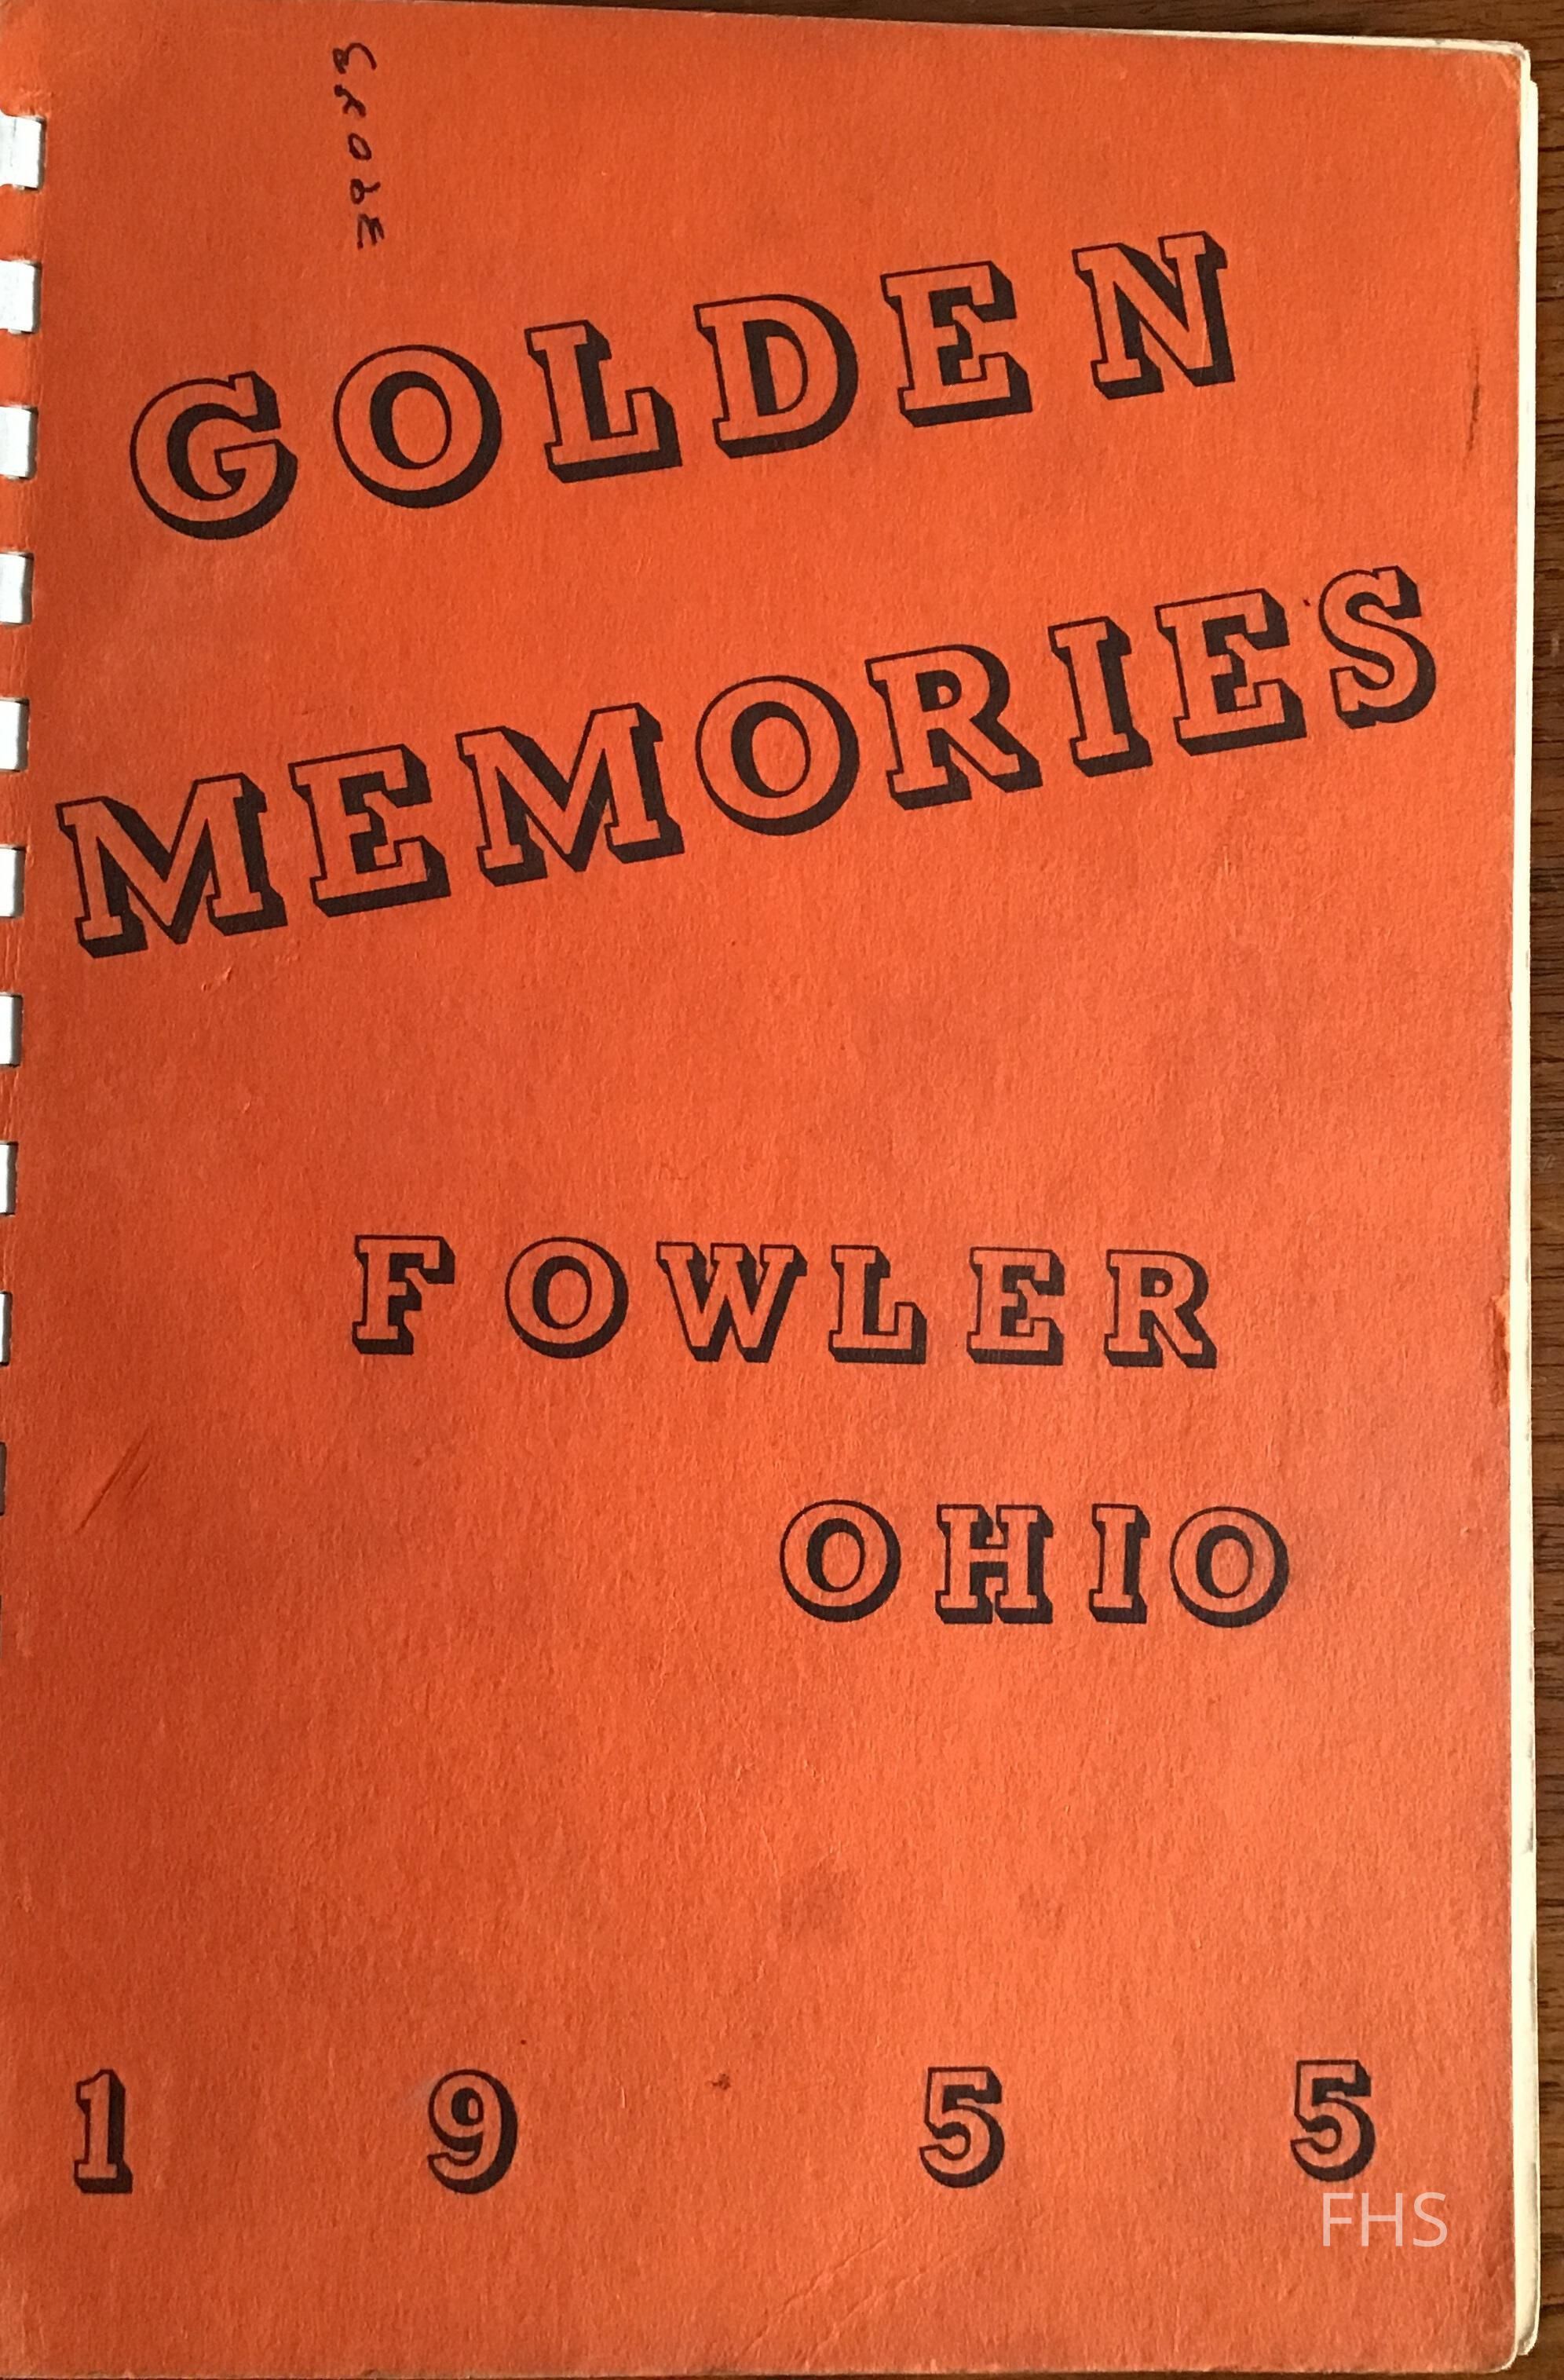 GOLDEN
MEMORIES
FOWLER
OHIO
1 9 5 5
FHS